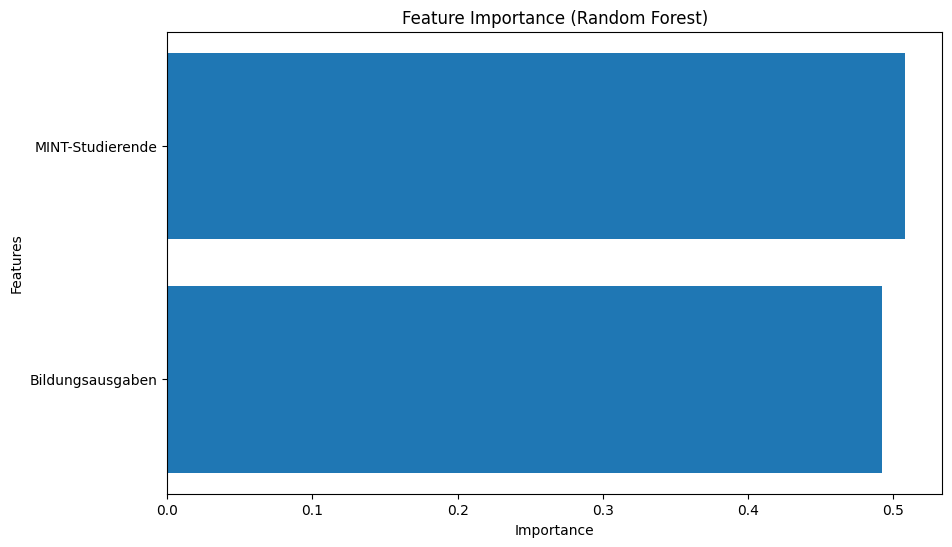 Feature Importance (Random Forest)
Features
MINT-Studierende
Bildungsausgaben
0.0 0.1 0.2 0.3 0.4 0.5
Importance